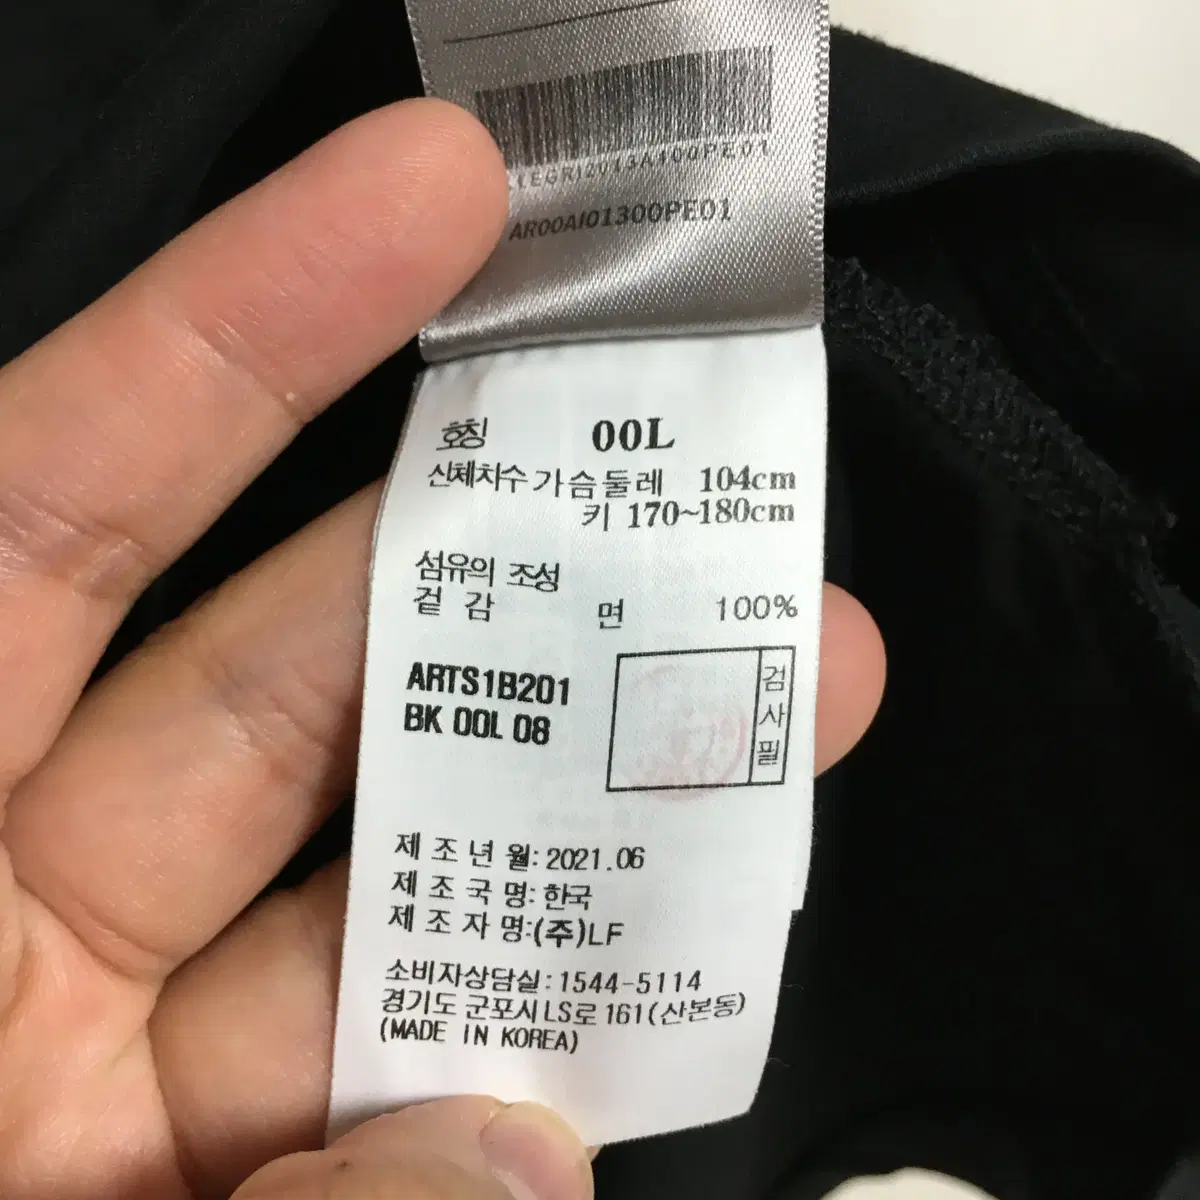 AR00AI01300PE01
호칭 00L
신체치수 가슴둘레 104cm
키 170~180cm
섬유의 조성
겉 감 면 100%
ARTS1B201
BK 00L 08
검사필
제 조 년 월: 2021.06
제 조 국 명: 한국
제 조 자 명:(주)LF
소비자상담실: 1544-5114
경기도 군포시 LS로 161(산본동)
(MADE IN KOREA)